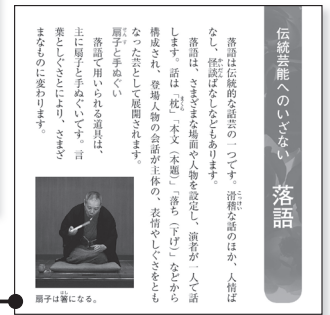 伝統芸能へのいざない
落語
落語は伝統的な話芸の一つです。滑稽な話のほか、人情ば
なし、怪談ばなしなどもあります。
落語は、さまざまな場面や人物を設定し、演者が一人で話
します。話は「枕」「本文（本題）」「落ち（下げ）」などから
構成され、登場人物の会話が主体の、表情やしぐさをとも
なった芸として展開されます。
扇子と手ぬぐい
落語で用いられる道具は、
主に扇子と手ぬぐいです。言
葉としぐさとにより、さまざ
まなものに変わります。
扇子は箸になる。